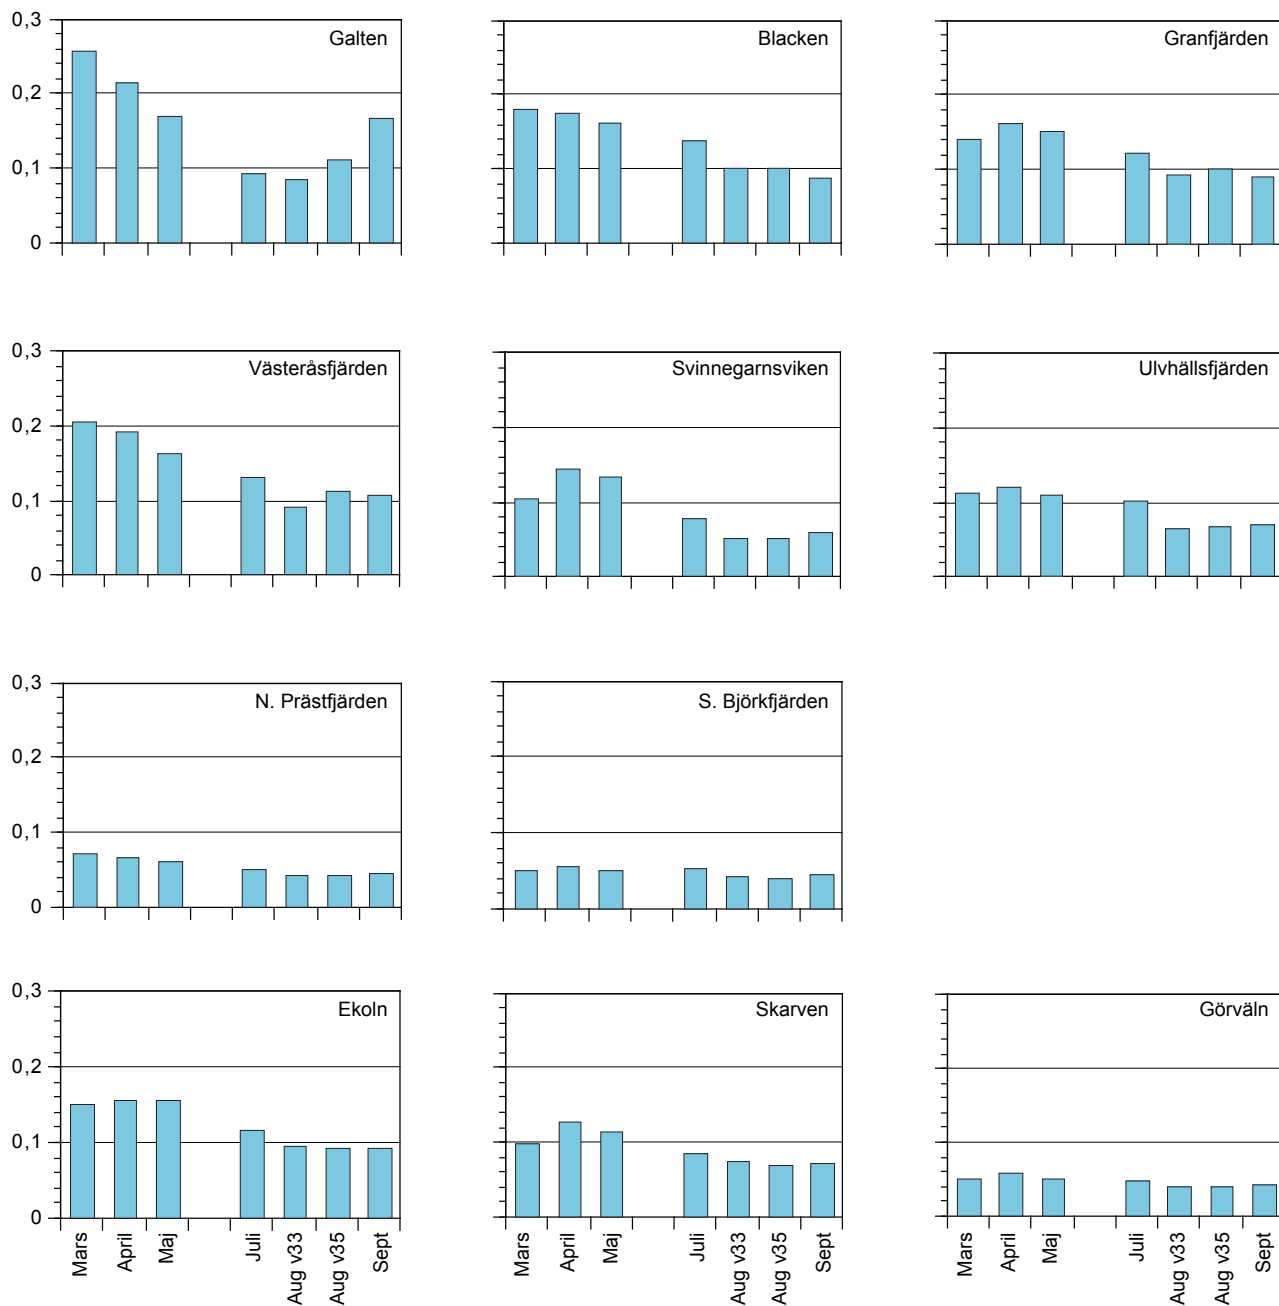 0,3
Galten
Blacken
Granfjärden
0,2
0,1
0
0,3
Västeråsfjärden
Svinnegarnsviken
Ulvhällsfjärden
0,2
0,1
0
0,3
N. Prästfjärden
S. Björkfjärden
0,2
0,1
0
0,3
Ekoln
Skarven
Görväln
0,2
0,1
0
Mars
April
Maj
Juli
Aug v33
Aug v35
Sept
Mars
April
Maj
Juli
Aug v33
Aug v35
Sept
Mars
April
Maj
Juli
Aug v33
Aug v35
Sept